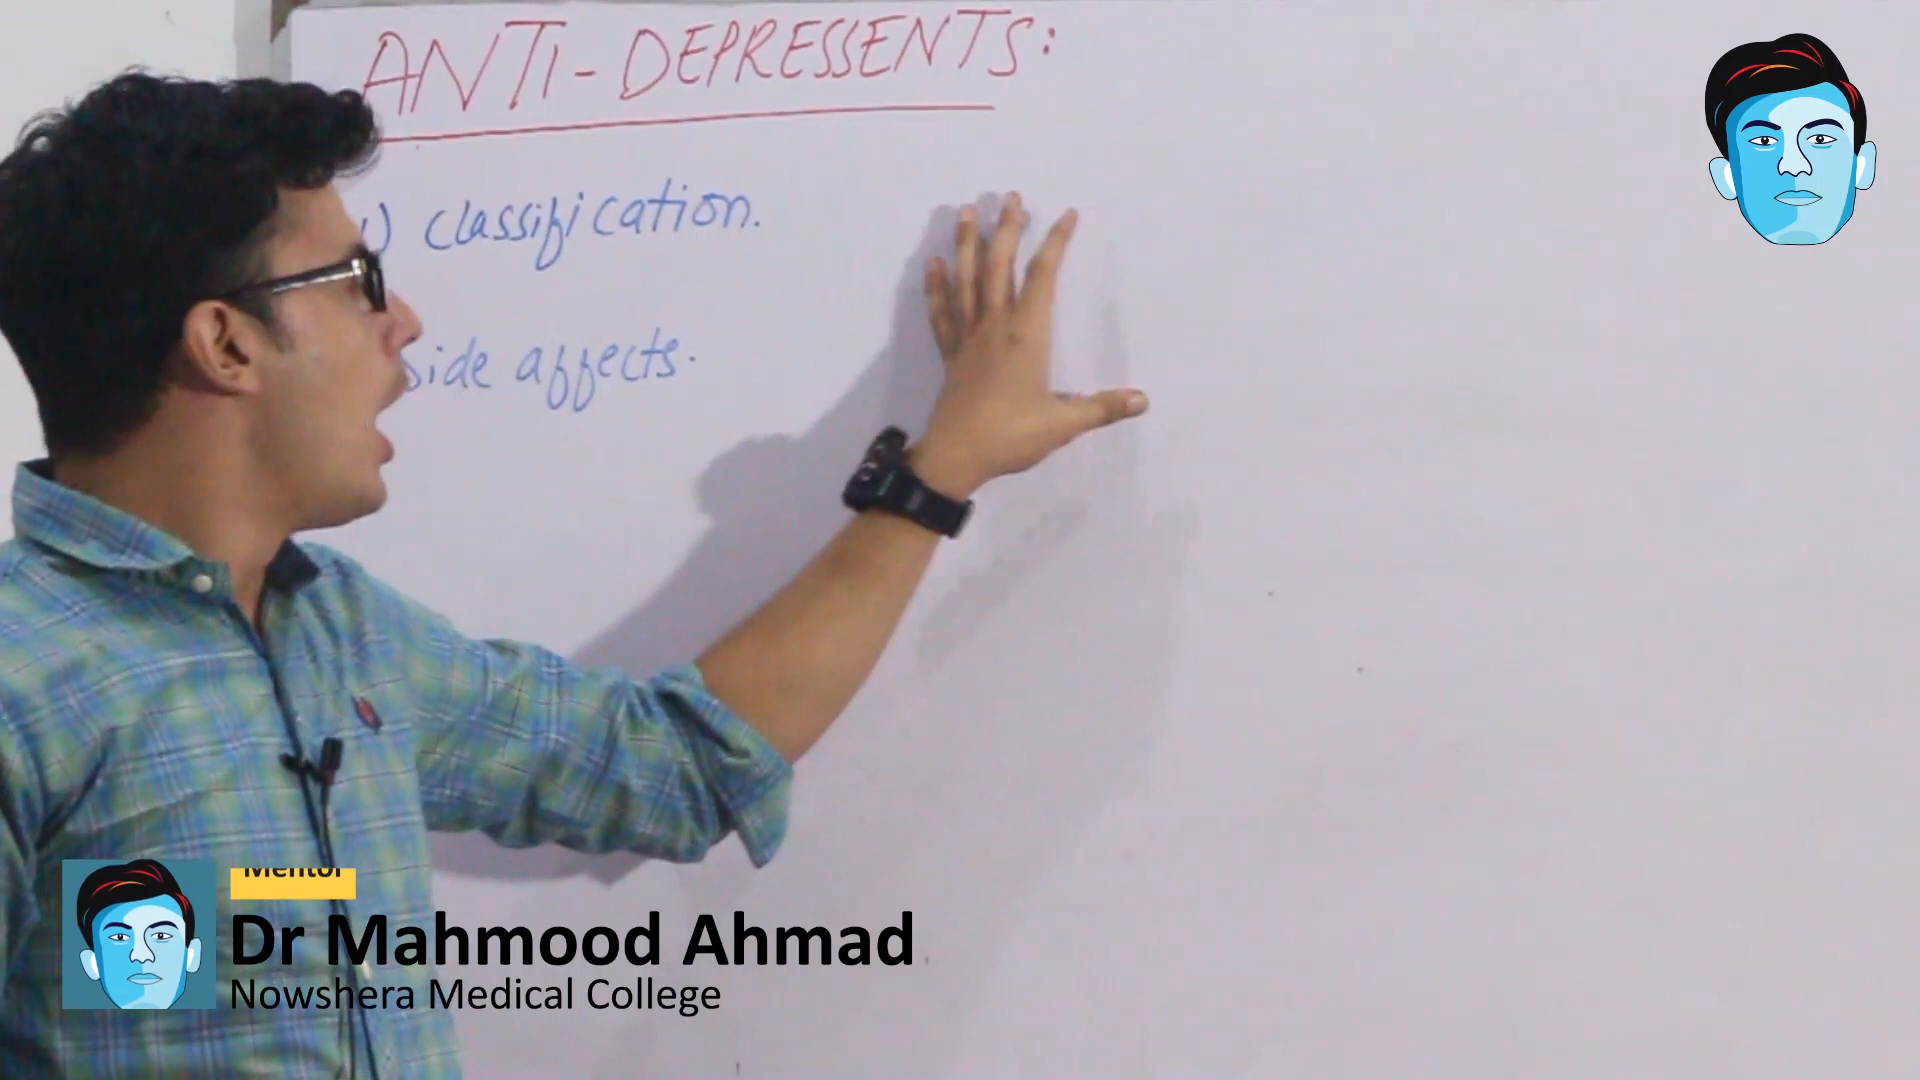 ANTI-DEPRESSENTS:
1) classification.
side affects.
Mentor
Dr Mahmood Ahmad
Nowshera Medical College